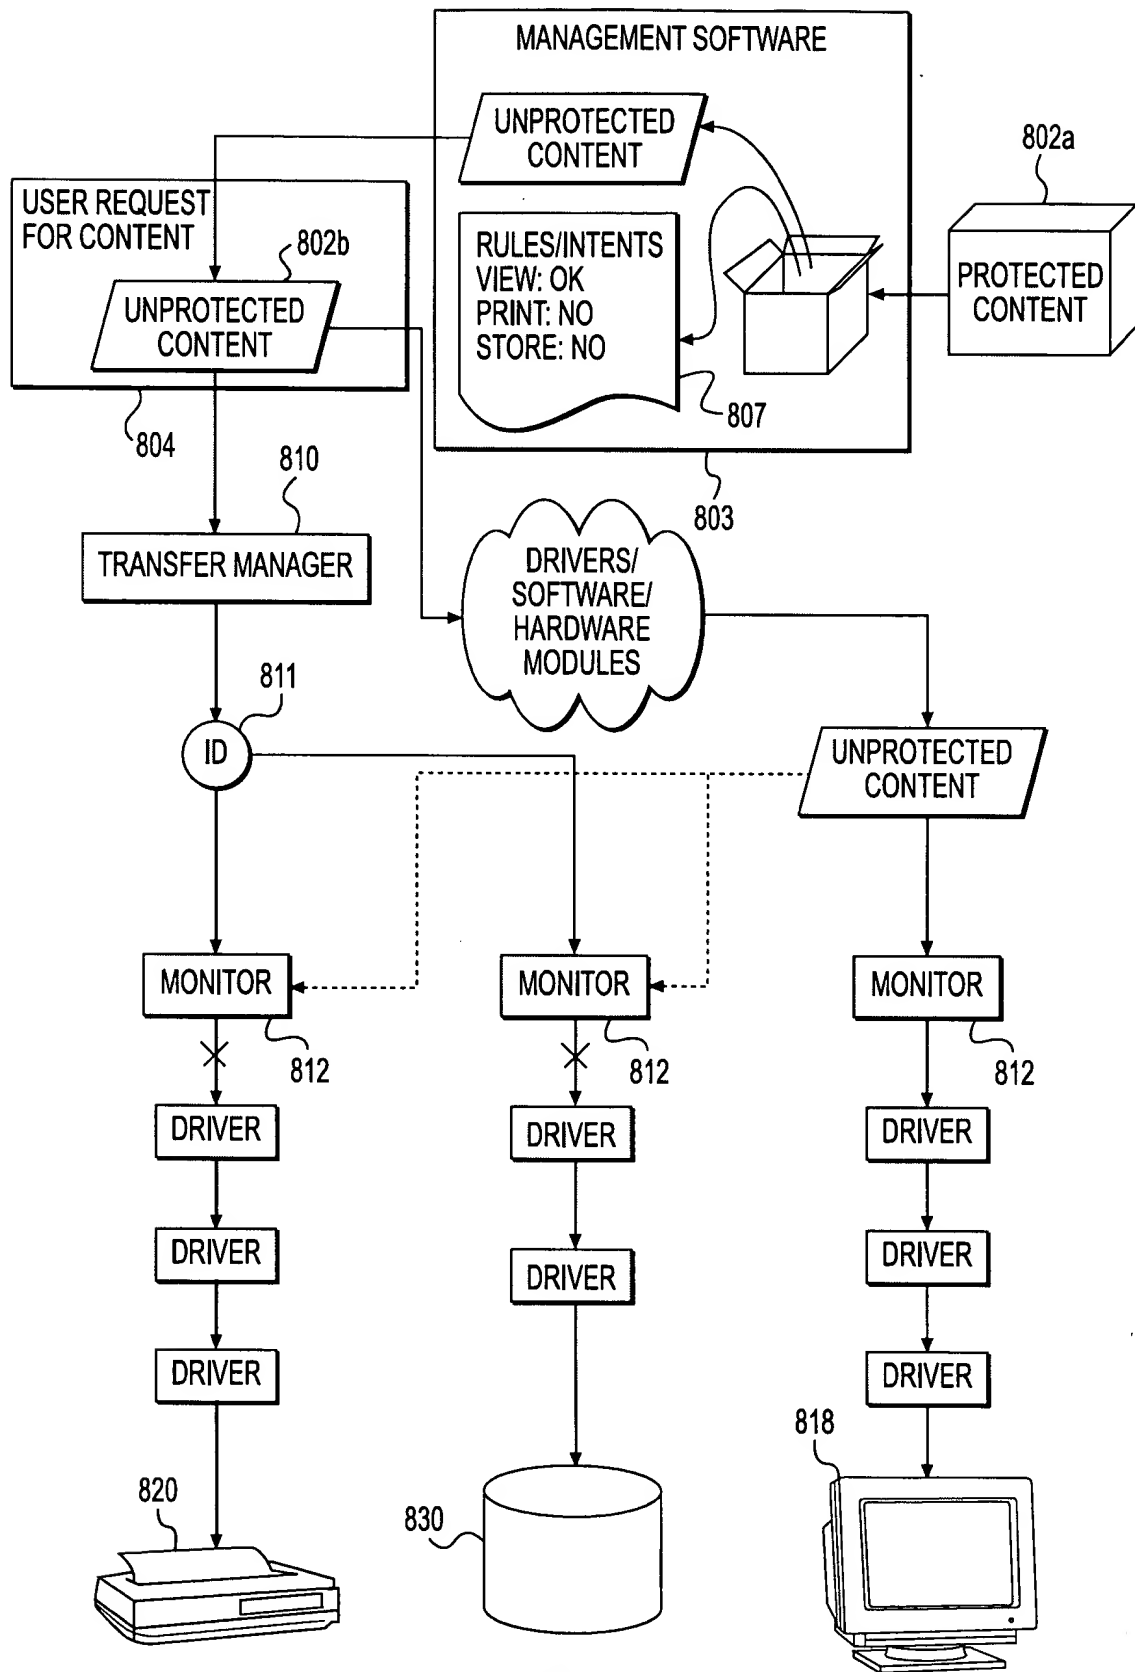 MANAGEMENT SOFTWARE
UNPROTECTED
CONTENT
802a
PROTECTED
CONTENT
USER REQUEST
FOR CONTENT
802b
UNPROTECTED
CONTENT
RULES/INTENTS
VIEW: OK
PRINT: NO
STORE: NO
807
804
803
810
TRANSFER MANAGER
DRIVERS/
SOFTWARE/
HARDWARE
MODULES
811
ID
UNPROTECTED
CONTENT
MONITOR
MONITOR
MONITOR
812
812
812
DRIVER
DRIVER
DRIVER
DRIVER
DRIVER
DRIVER
DRIVER
DRIVER
818
820
830